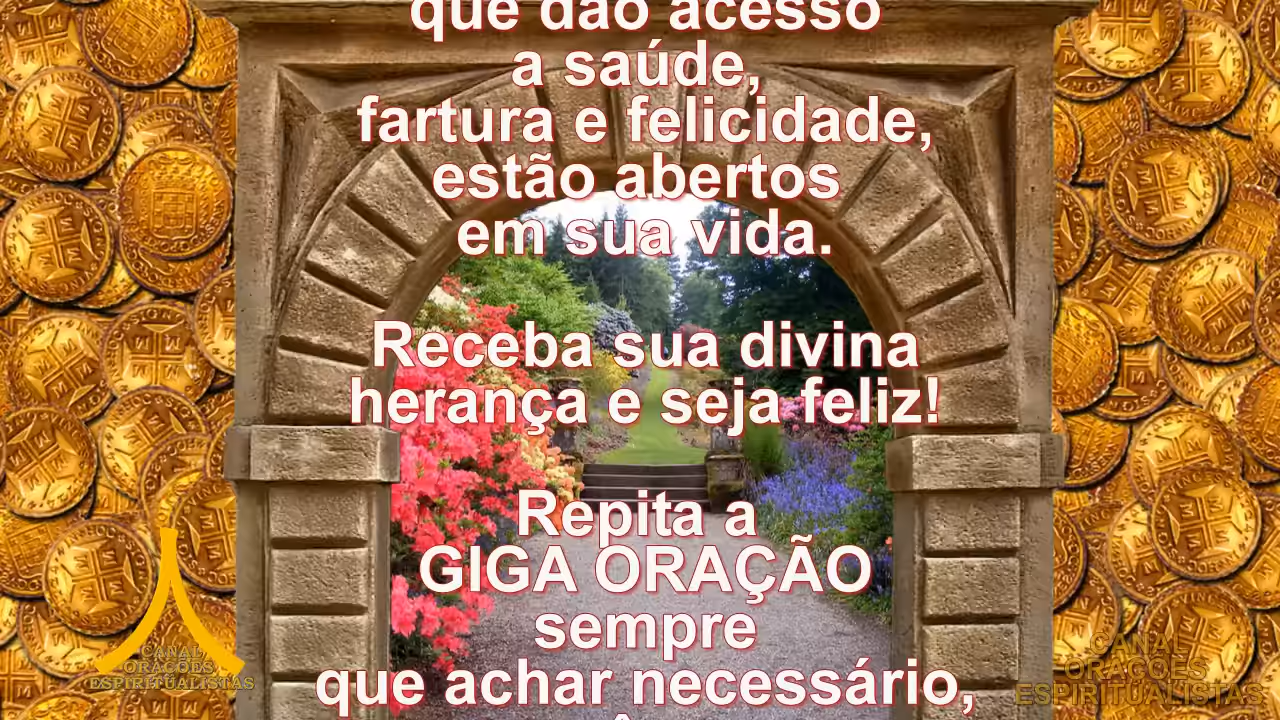 que dão acesso
a saúde,
fartura e felicidade,
estão abertos
em sua vida.
Receba sua divina
herança e seja feliz!
Repita a
GIGA ORAÇÃO
sempre
que achar necessário,
CANAL
ORAÇÕES
ESPIRITUALISTAS
CANAL
ORAÇOES
ESPIRITUALISTAS